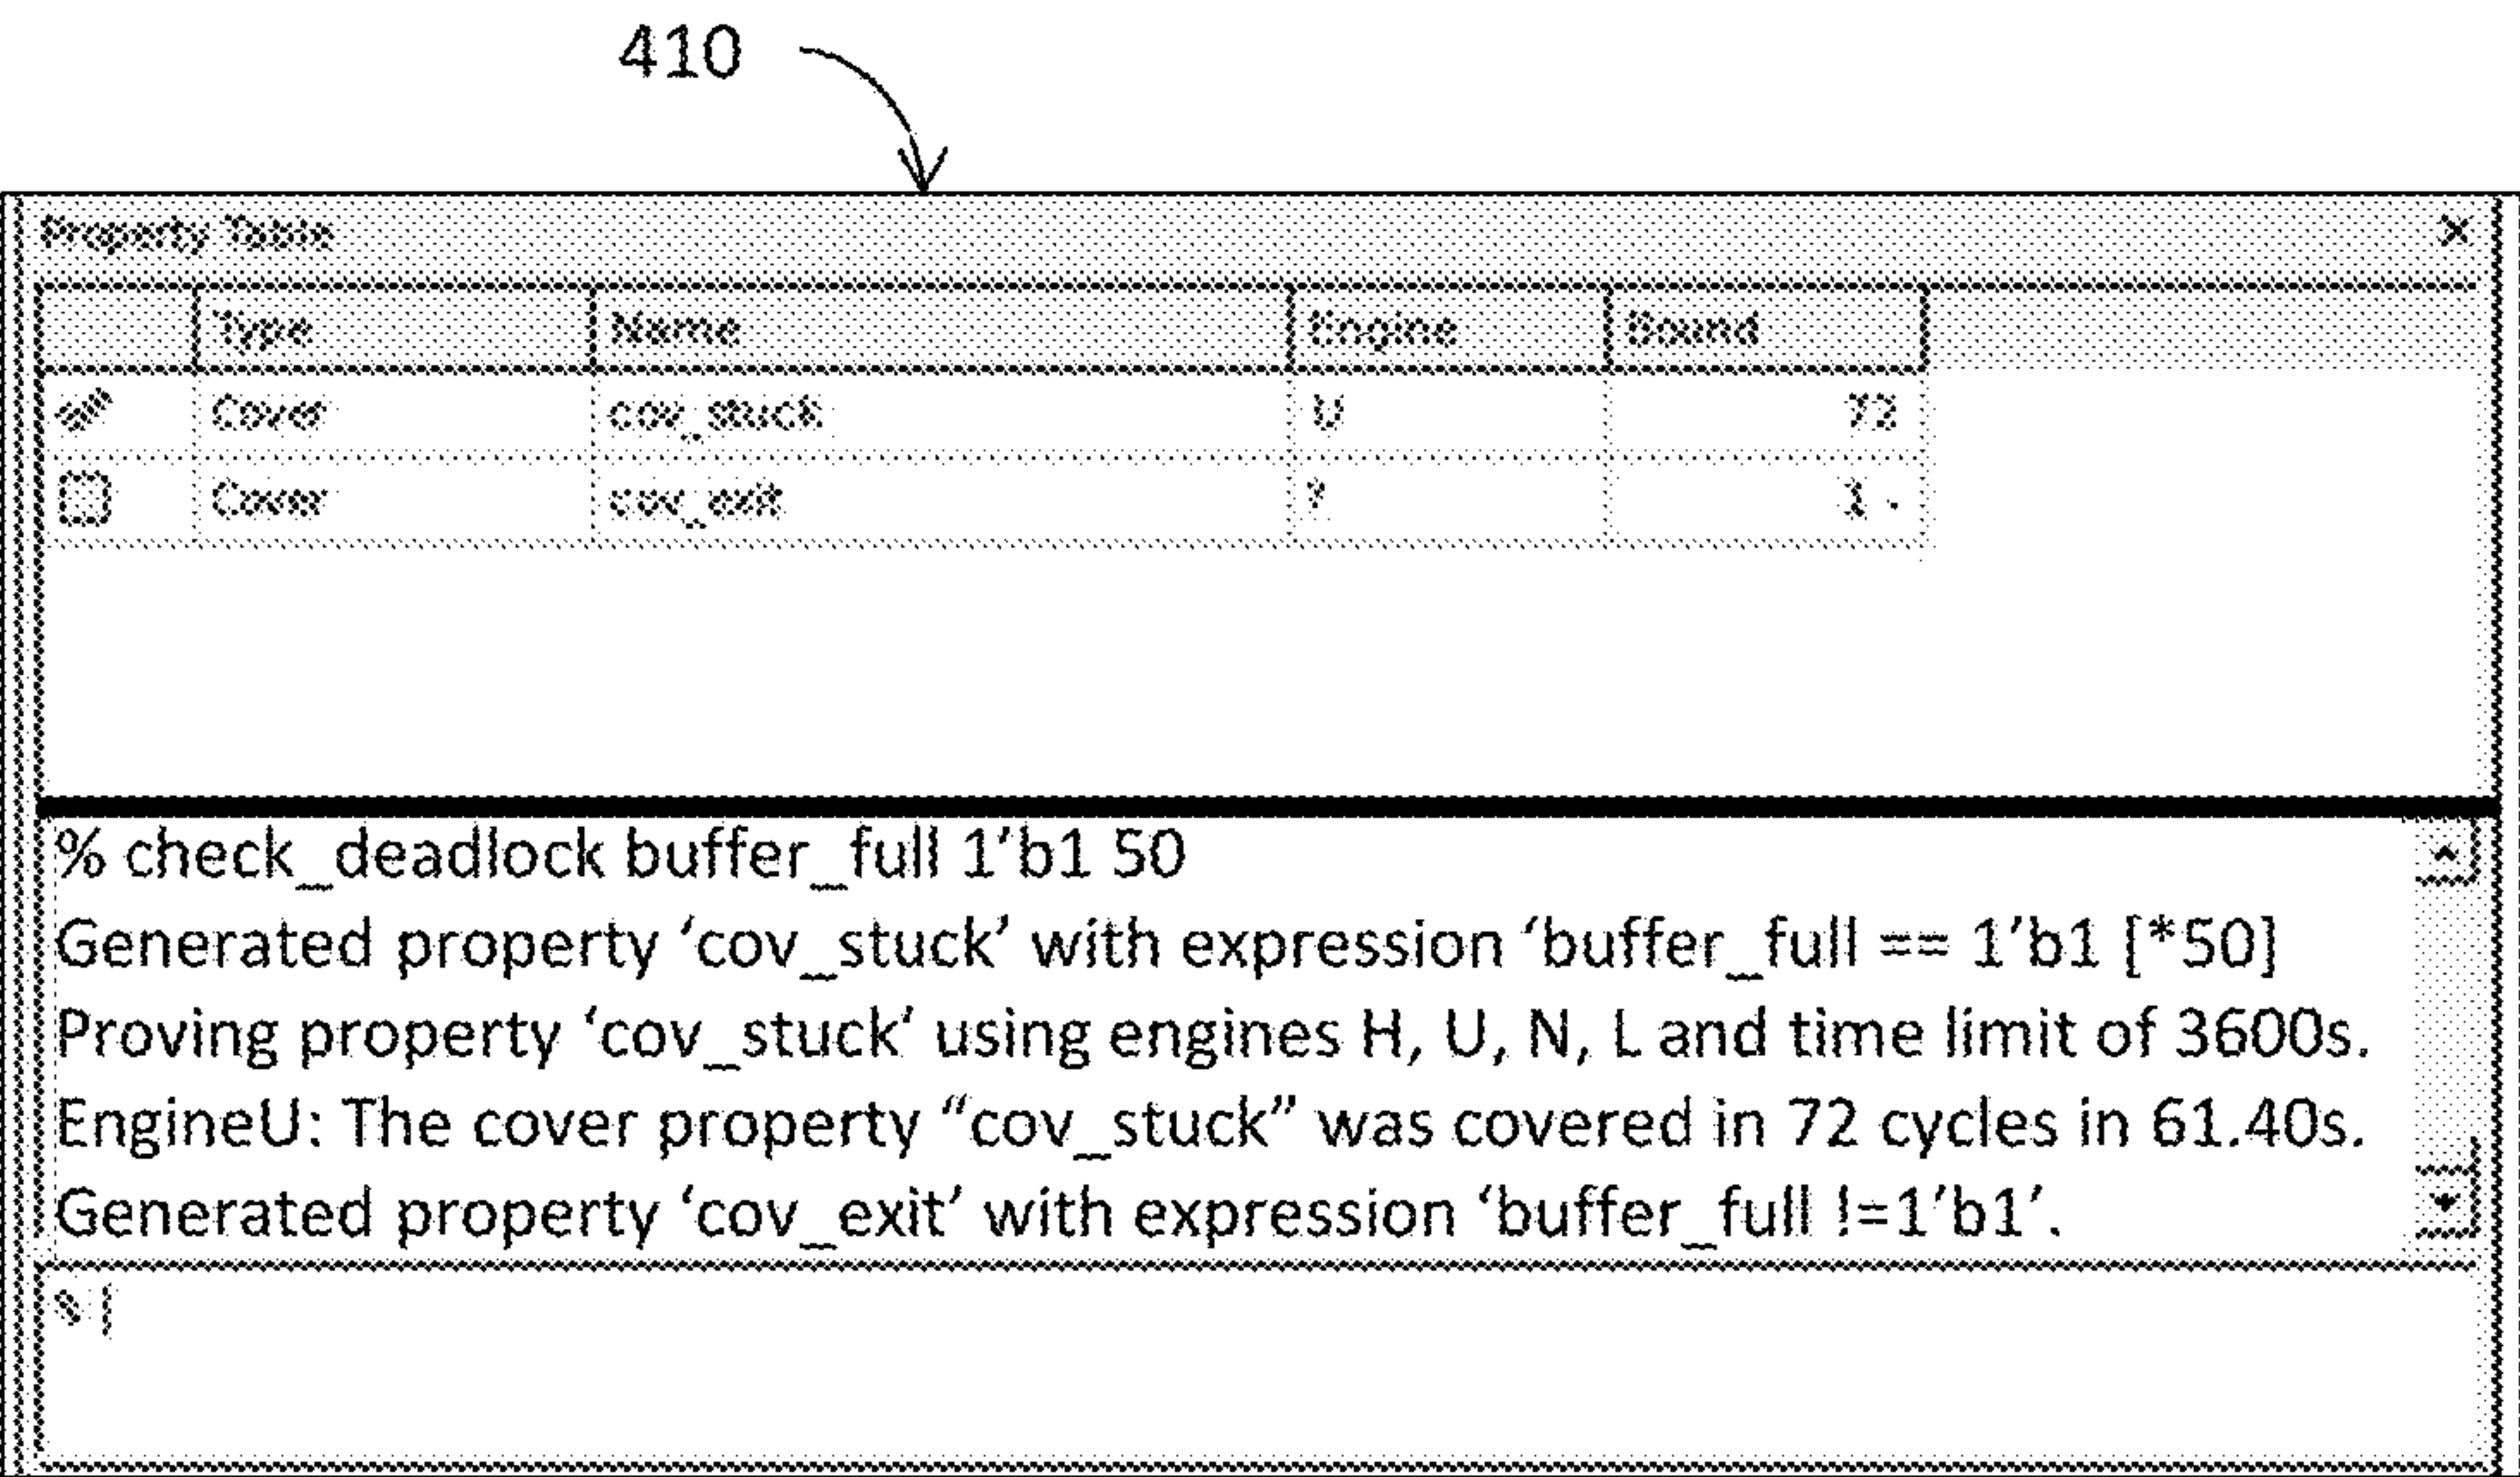 410
Property Table ×
Type Name Engine Bound
Cover cov_stuck U 72
Cover cov_exit ? 1 -
% check_deadlock buffer_full 1’b1 50
Generated property ‘cov_stuck’ with expression ‘buffer_full == 1’b1 [*50]
Proving property ‘cov_stuck’ using engines H, U, N, L and time limit of 3600s.
EngineU: The cover property “cov_stuck” was covered in 72 cycles in 61.40s.
Generated property ‘cov_exit’ with expression ‘buffer_full !=1’b1’.
%